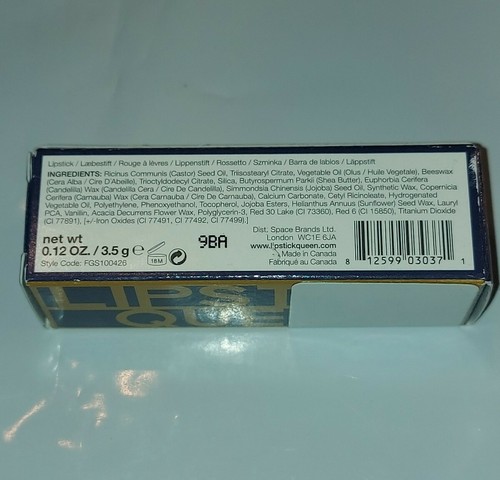 Lipstick / Læbestift / Rouge à lèvres / Lippenstift / Rossetto / Szminka / Barra de labios / Läppstift
INGREDIENTS: Ricinus Communis (Castor) Seed Oil, Triisostearyl Citrate, Vegetable Oil (Olus / Huile Vegetale), Beeswax
(Cera Alba / Cire D'Abeille), Trioctyldodecyl Citrate, Silica, Butyrospermum Parkii (Shea Butter), Euphorbia Cerifera
(Candelilla) Wax (Candelilla Cera / Cire De Candelilla), Simmondsia Chinensis (Jojoba) Seed Oil, Synthetic Wax, Copernicia
Cerifera (Carnauba) Wax (Cera Carnauba / Cire De Carnauba), Calcium Carbonate, Cetyl Ricinoleate, Hydrogenated
Vegetable Oil, Polyethylene, Phenoxyethanol, Tocopherol, Jojoba Esters, Helianthus Annuus (Sunflower) Seed Wax, Lauryl
PCA, Vanillin, Acacia Decurrens Flower Wax, Polyglycerin-3, Red 30 Lake (CI 73360), Red 6 (CI 15850), Titanium Dioxide
(CI 77891), [+/-Iron Oxides (CI 77491, CI 77492, CI 77499).]
net wt
0.12 OZ. / 3.5 g e
18M
Style Code: FGS100426
9BA
Dist. Space Brands Ltd.
London WC1E 6JA
www.lipstickqueen.com
Made in Canada
Fabriqué au Canada
8 12599 03037 1
LIPST
QUE